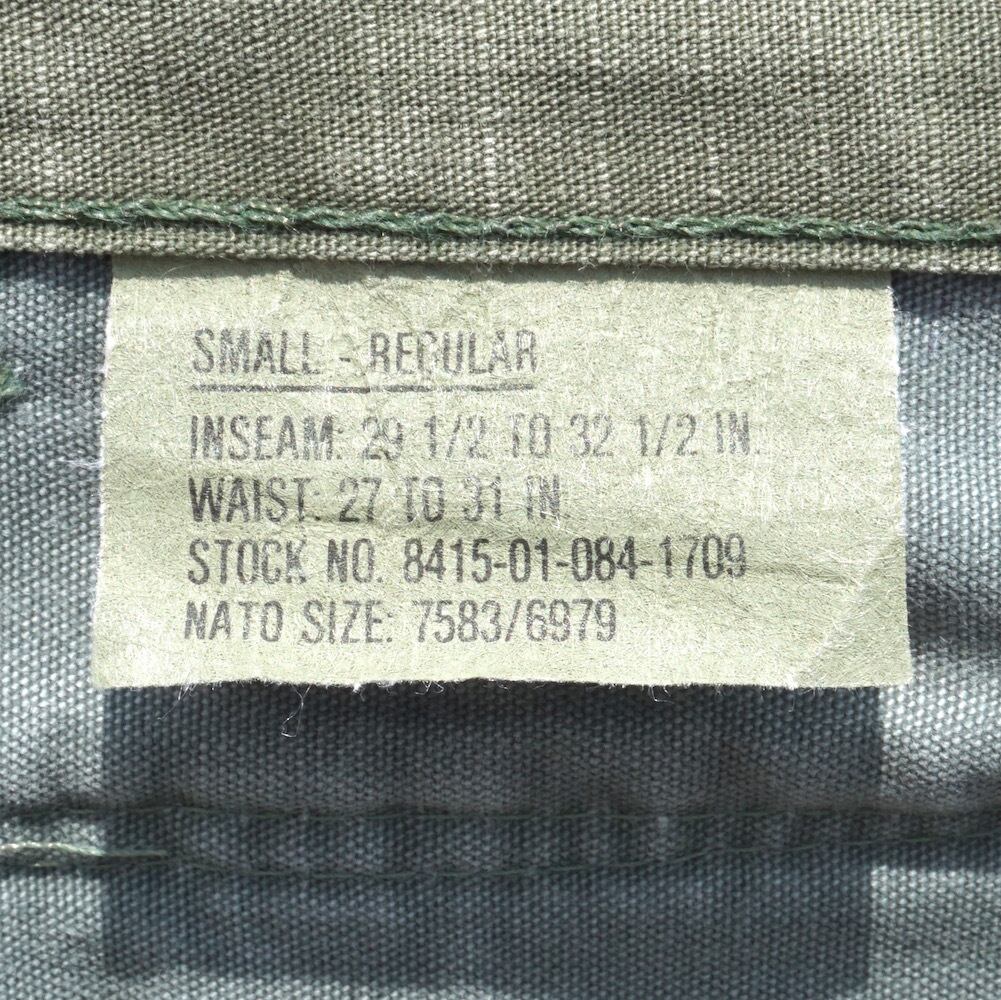 SMALL - REGULAR
INSEAM: 29 1/2 TO 32 1/2 IN.
WAIST: 27 TO 31 IN.
STOCK NO. 8415-01-084-1709
NATO SIZE: 7583/6979